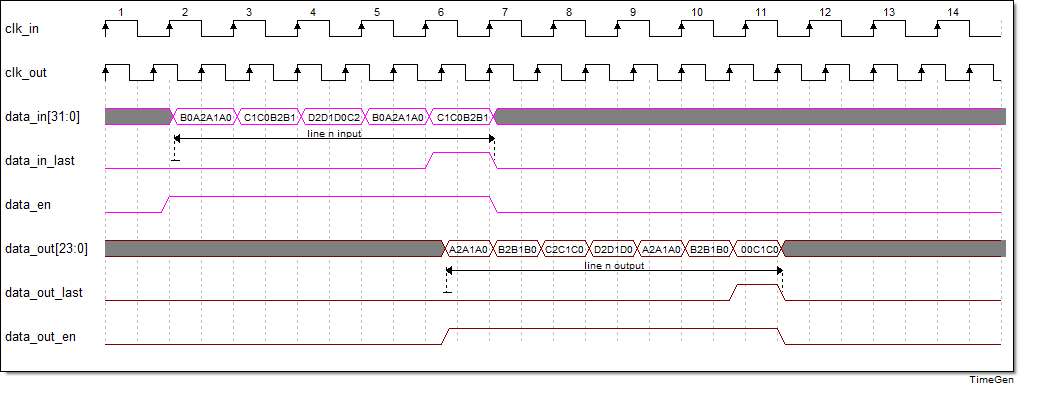 1 2 3 4 5 6 7 8 9 10 11 12 13 14
clk_in
clk_out
data_in[31:0] B0A2A1A0 C1C0B2B1 D2D1D0C2 B0A2A1A0 C1C0B2B1
line n input
data_in_last
data_en
data_out[23:0] A2A1A0 B2B1B0 C2C1C0 D2D1D0 A2A1A0 B2B1B0 00C1C0
line n output
data_out_last
data_out_en
TimeGen